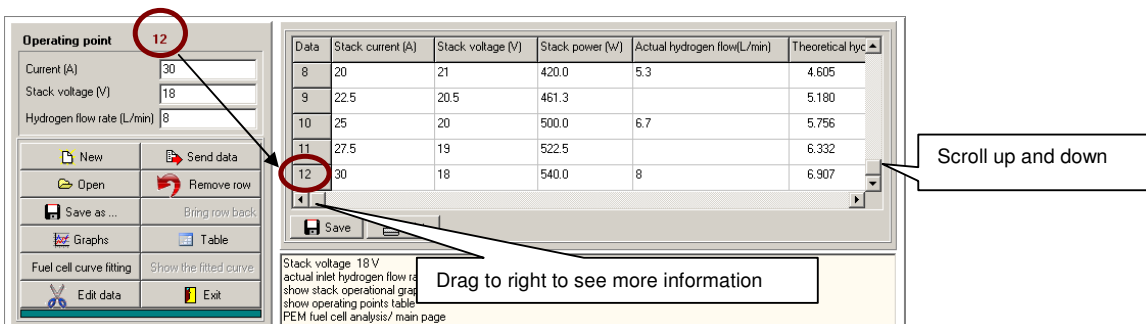 Operating point 12
Current (A) 30
Stack voltage (V) 18
Hydrogen flow rate (L/min) 8
New Send data
Open Remove row
Save as ... Bring row back
Graphs Table
Fuel cell curve fitting Show the fitted curve
Edit data Exit
Data Stack current (A) Stack voltage (V) Stack power (W) Actual hydrogen flow(L/min) Theoretical hyd
8 20 21 420.0 5.3 4.605
9 22.5 20.5 461.3 5.180
10 25 20 500.0 6.7 5.756
11 27.5 19 522.5 6.332
12 30 18 540.0 8 6.907
Save
Scroll up and down
Drag to right to see more information
Stack voltage 18 V
actual inlet hydrogen flow
show stack operational
show operating points table
PEM fuel cell analysis/ main page